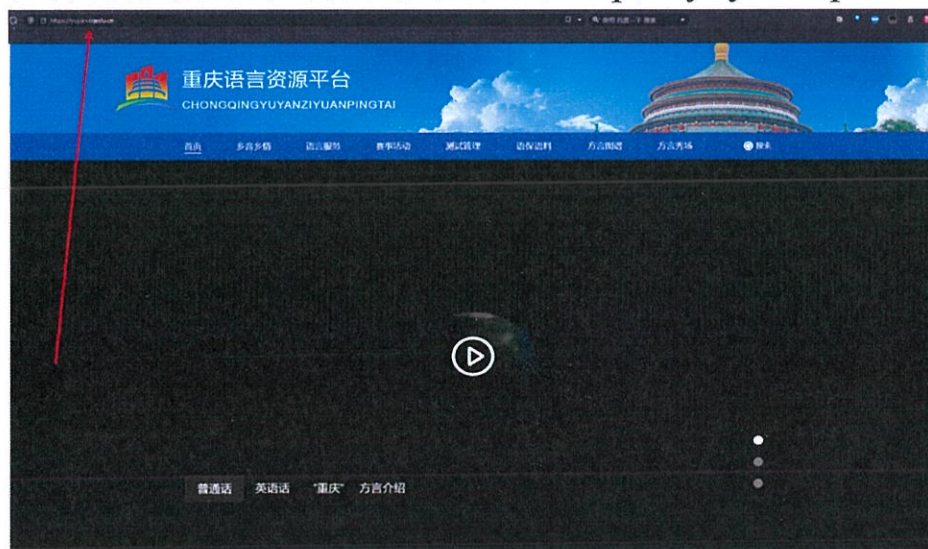 重庆语言资源平台
CHONGQINGYUYANZIYUANPINGTAI
首页 乡音乡情 语言服务 赛事活动 测试管理 语保语料 方言图谱 方言秀场 搜索
普通话 英语话 "重庆" 方言介绍